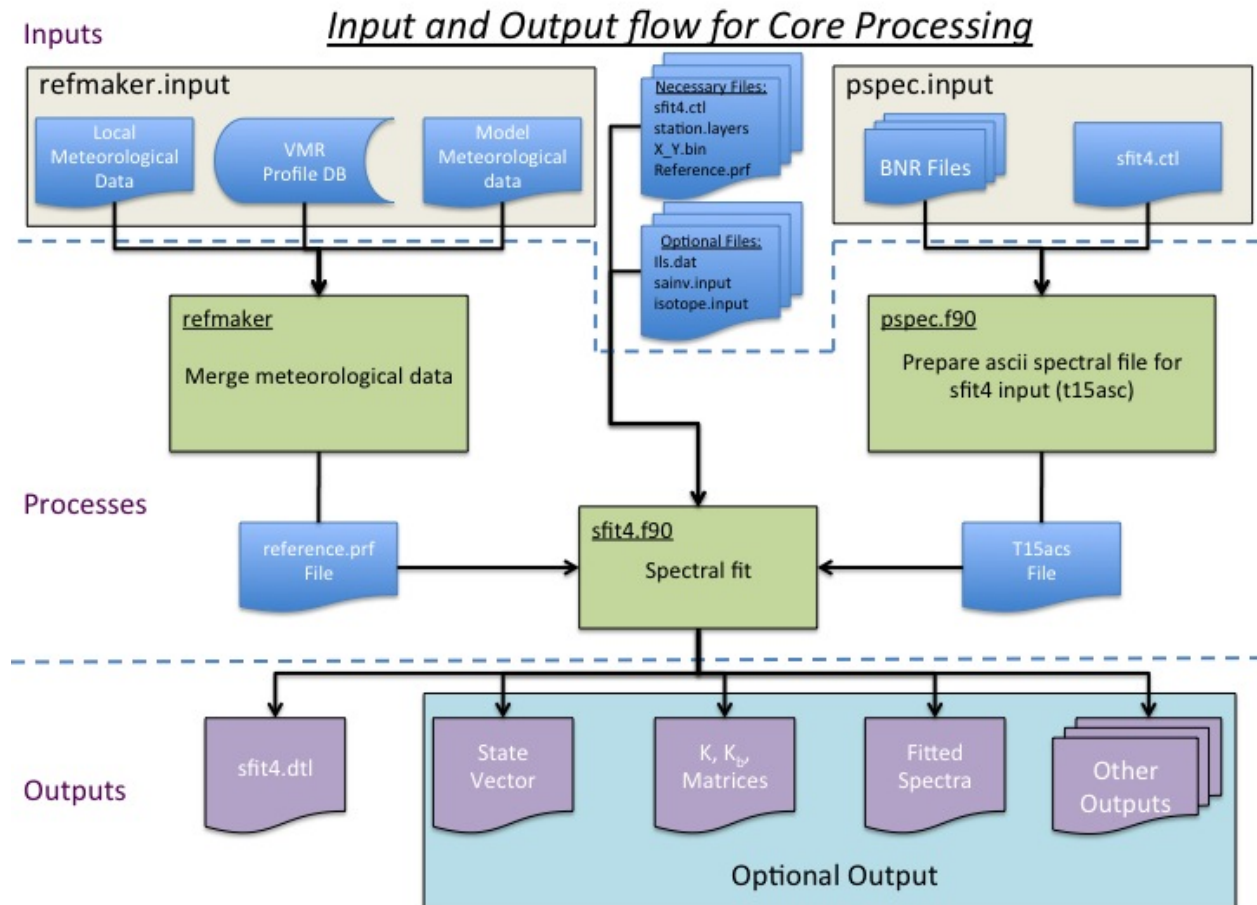 Input and Output flow for Core Processing
Inputs
refmaker.input
Local
Meteorological
Data
VMR
Profile DB
Model
Meteorological
data
Necessary Files:
sfit4.ctl
station.layers
X_Y.bin
Reference.prf
Optional Files:
Ils.dat
sainv.input
isotope.input
pspec.input
BNR Files
sfit4.ctl
refmaker
Merge meteorological data
pspec.f90
Prepare ascii spectral file for
sfit4 input (t15asc)
Processes
reference.prf
File
sfit4.f90
Spectral fit
T15acs
File
Outputs
sfit4.dtl
State
Vector
K, Kb,
Matrices
Fitted
Spectra
Other
Outputs
Optional Output